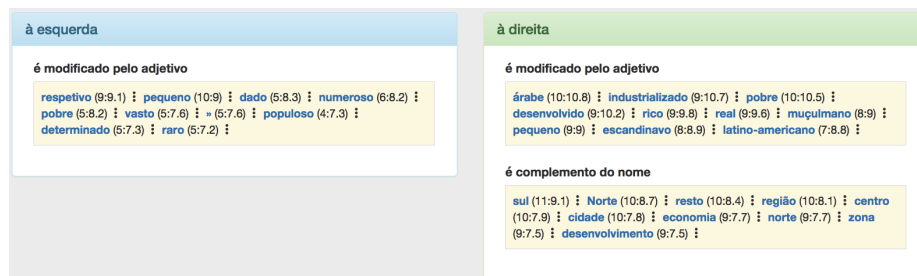 à esquerda
é modificado pelo adjetivo
respetivo (9:9.1) ⋮ pequeno (10:9) ⋮ dado (5:8.3) ⋮ numeroso (6:8.2) ⋮
pobre (5:8.2) ⋮ vasto (5:7.6) ⋮ » (5:7.6) ⋮ populoso (4:7.3) ⋮
determinado (5:7.3) ⋮ raro (5:7.2) ⋮
à direita
é modificado pelo adjetivo
árabe (10:10.8) ⋮ industrializado (9:10.7) ⋮ pobre (10:10.5) ⋮
desenvolvido (9:10.2) ⋮ rico (9:9.8) ⋮ real (9:9.6) ⋮ muçulmano (8:9) ⋮
pequeno (9:9) ⋮ escandinavo (8:8.9) ⋮ latino-americano (7:8.8) ⋮
é complemento do nome
sul (11:9.1) ⋮ Norte (10:8.7) ⋮ resto (10:8.4) ⋮ região (10:8.1) ⋮ centro
(10:7.9) ⋮ cidade (10:7.8) ⋮ economia (9:7.7) ⋮ norte (9:7.7) ⋮ zona
(9:7.5) ⋮ desenvolvimento (9:7.5) ⋮